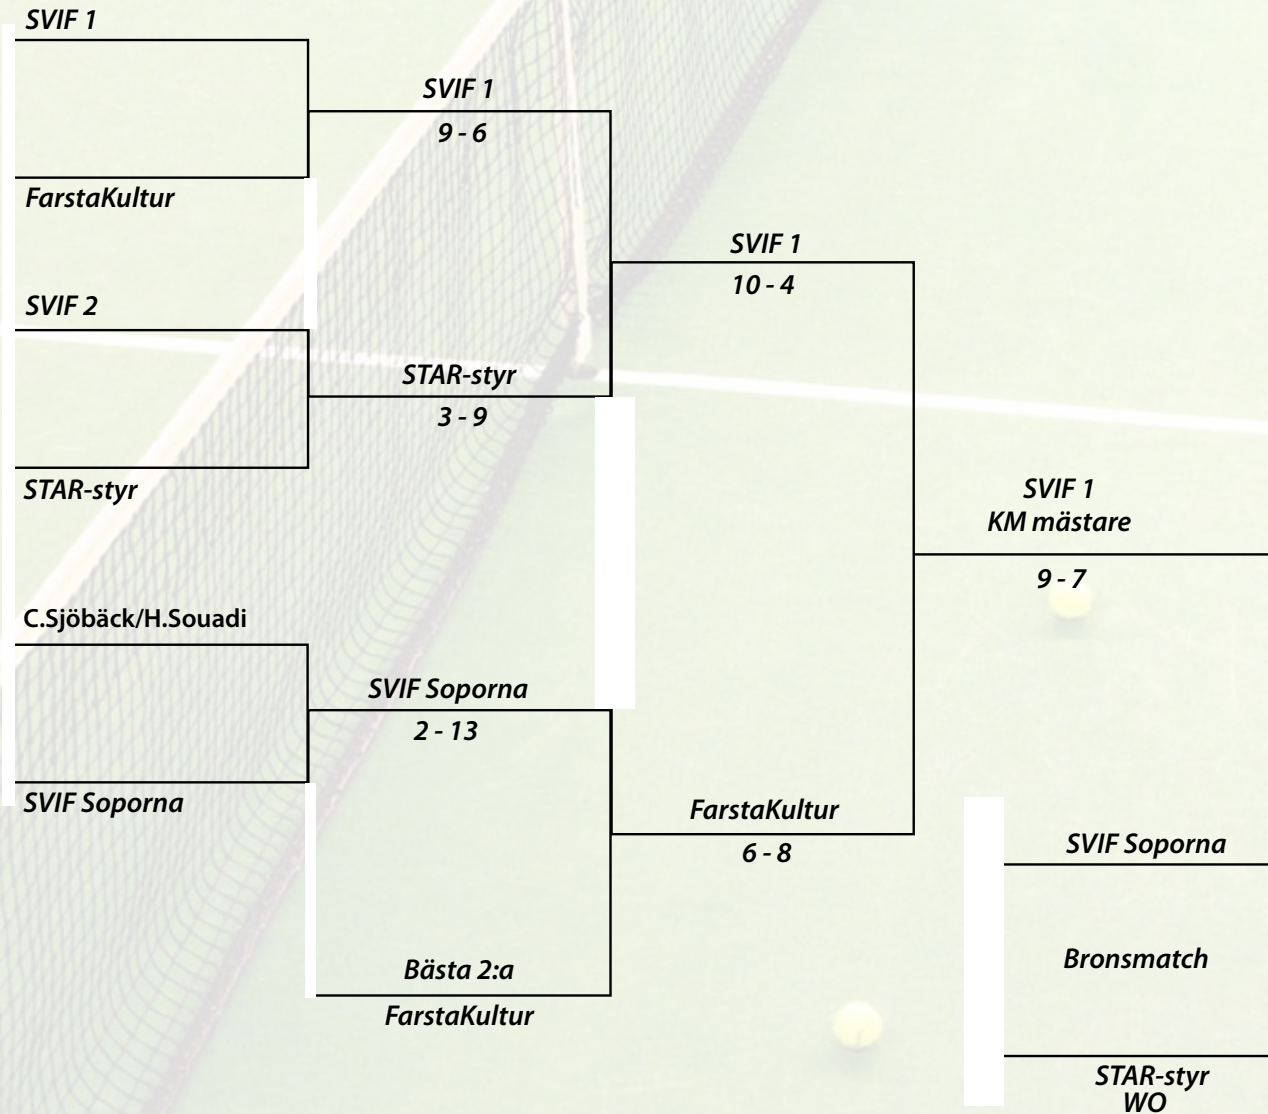 SVIF 1
FarstaKultur
SVIF 2
STAR-styr
C.Sjöbäck/H.Souadi
SVIF Soporna
SVIF 1
9 - 6
STAR-styr
3 - 9
SVIF Soporna
2 - 13
Bästa 2:a
FarstaKultur
SVIF 1
10 - 4
FarstaKultur
6 - 8
SVIF 1
KM mästare
9 - 7
SVIF Soporna
Bronsmatch
STAR-styr
WO